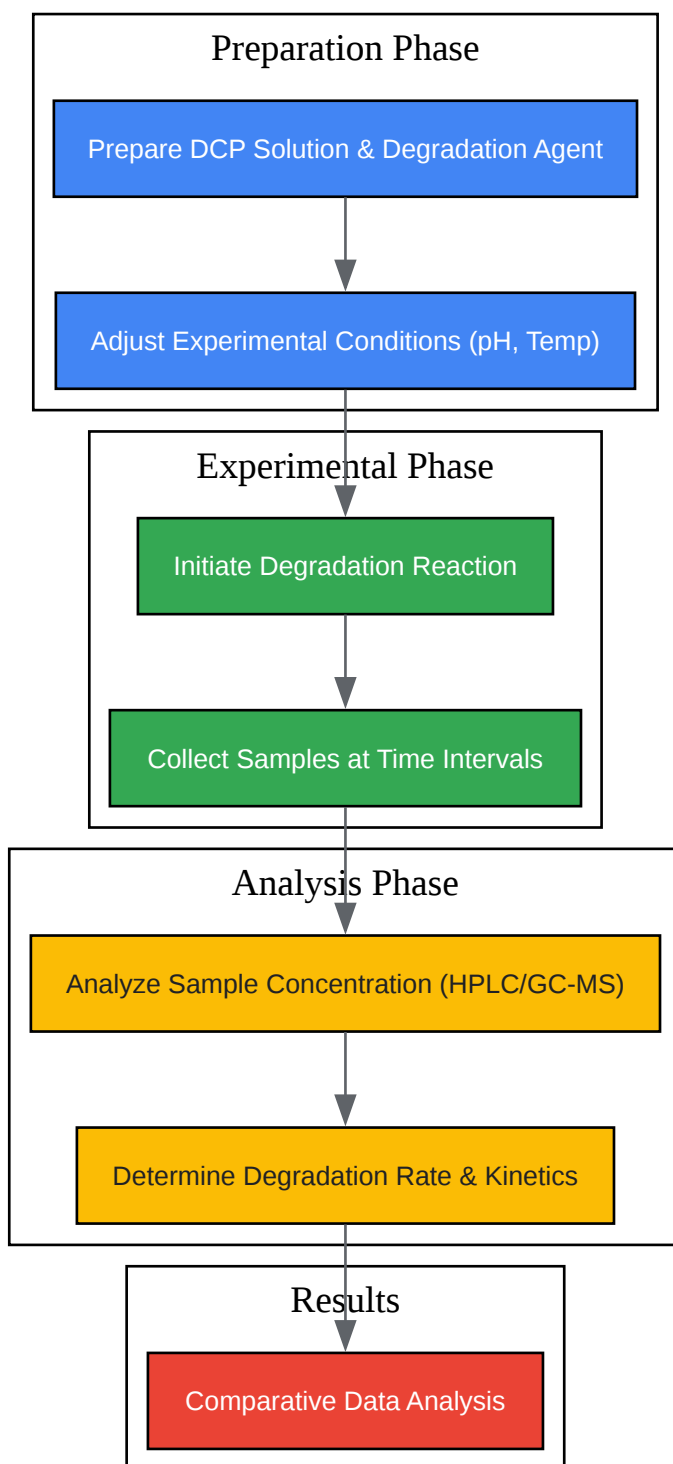 Preparation Phase
Prepare DCP Solution & Degradation Agent
Adjust Experimental Conditions (pH, Temp)
Experimental Phase
Initiate Degradation Reaction
Collect Samples at Time Intervals
Analysis Phase
Analyze Sample Concentration (HPLC/GC-MS)
Determine Degradation Rate & Kinetics
Results
Comparative Data Analysis